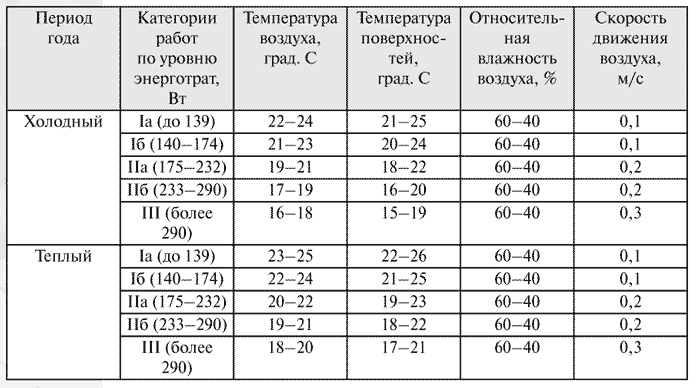 Период года | Категории работ по уровню энерготрат, Вт | Температура воздуха, град. С | Температура поверхнос-тей, град. С | Относитель-ная влажность воздуха, % | Скорость движения воздуха, м/с
Холодный | Iа (до 139) | 22–24 | 21–25 | 60–40 | 0,1
Iб (140–174) | 21–23 | 20–24 | 60–40 | 0,1
IIа (175–232) | 19–21 | 18–22 | 60–40 | 0,2
IIб (233–290) | 17–19 | 16–20 | 60–40 | 0,2
III (более 290) | 16–18 | 15–19 | 60–40 | 0,3
Теплый | Iа (до 139) | 23–25 | 22–26 | 60–40 | 0,1
Iб (140–174) | 22–24 | 21–25 | 60–40 | 0,1
IIа (175–232) | 20–22 | 19–23 | 60–40 | 0,2
IIб (233–290) | 19–21 | 18–22 | 60–40 | 0,2
III (более 290) | 18–20 | 17–21 | 60–40 | 0,3